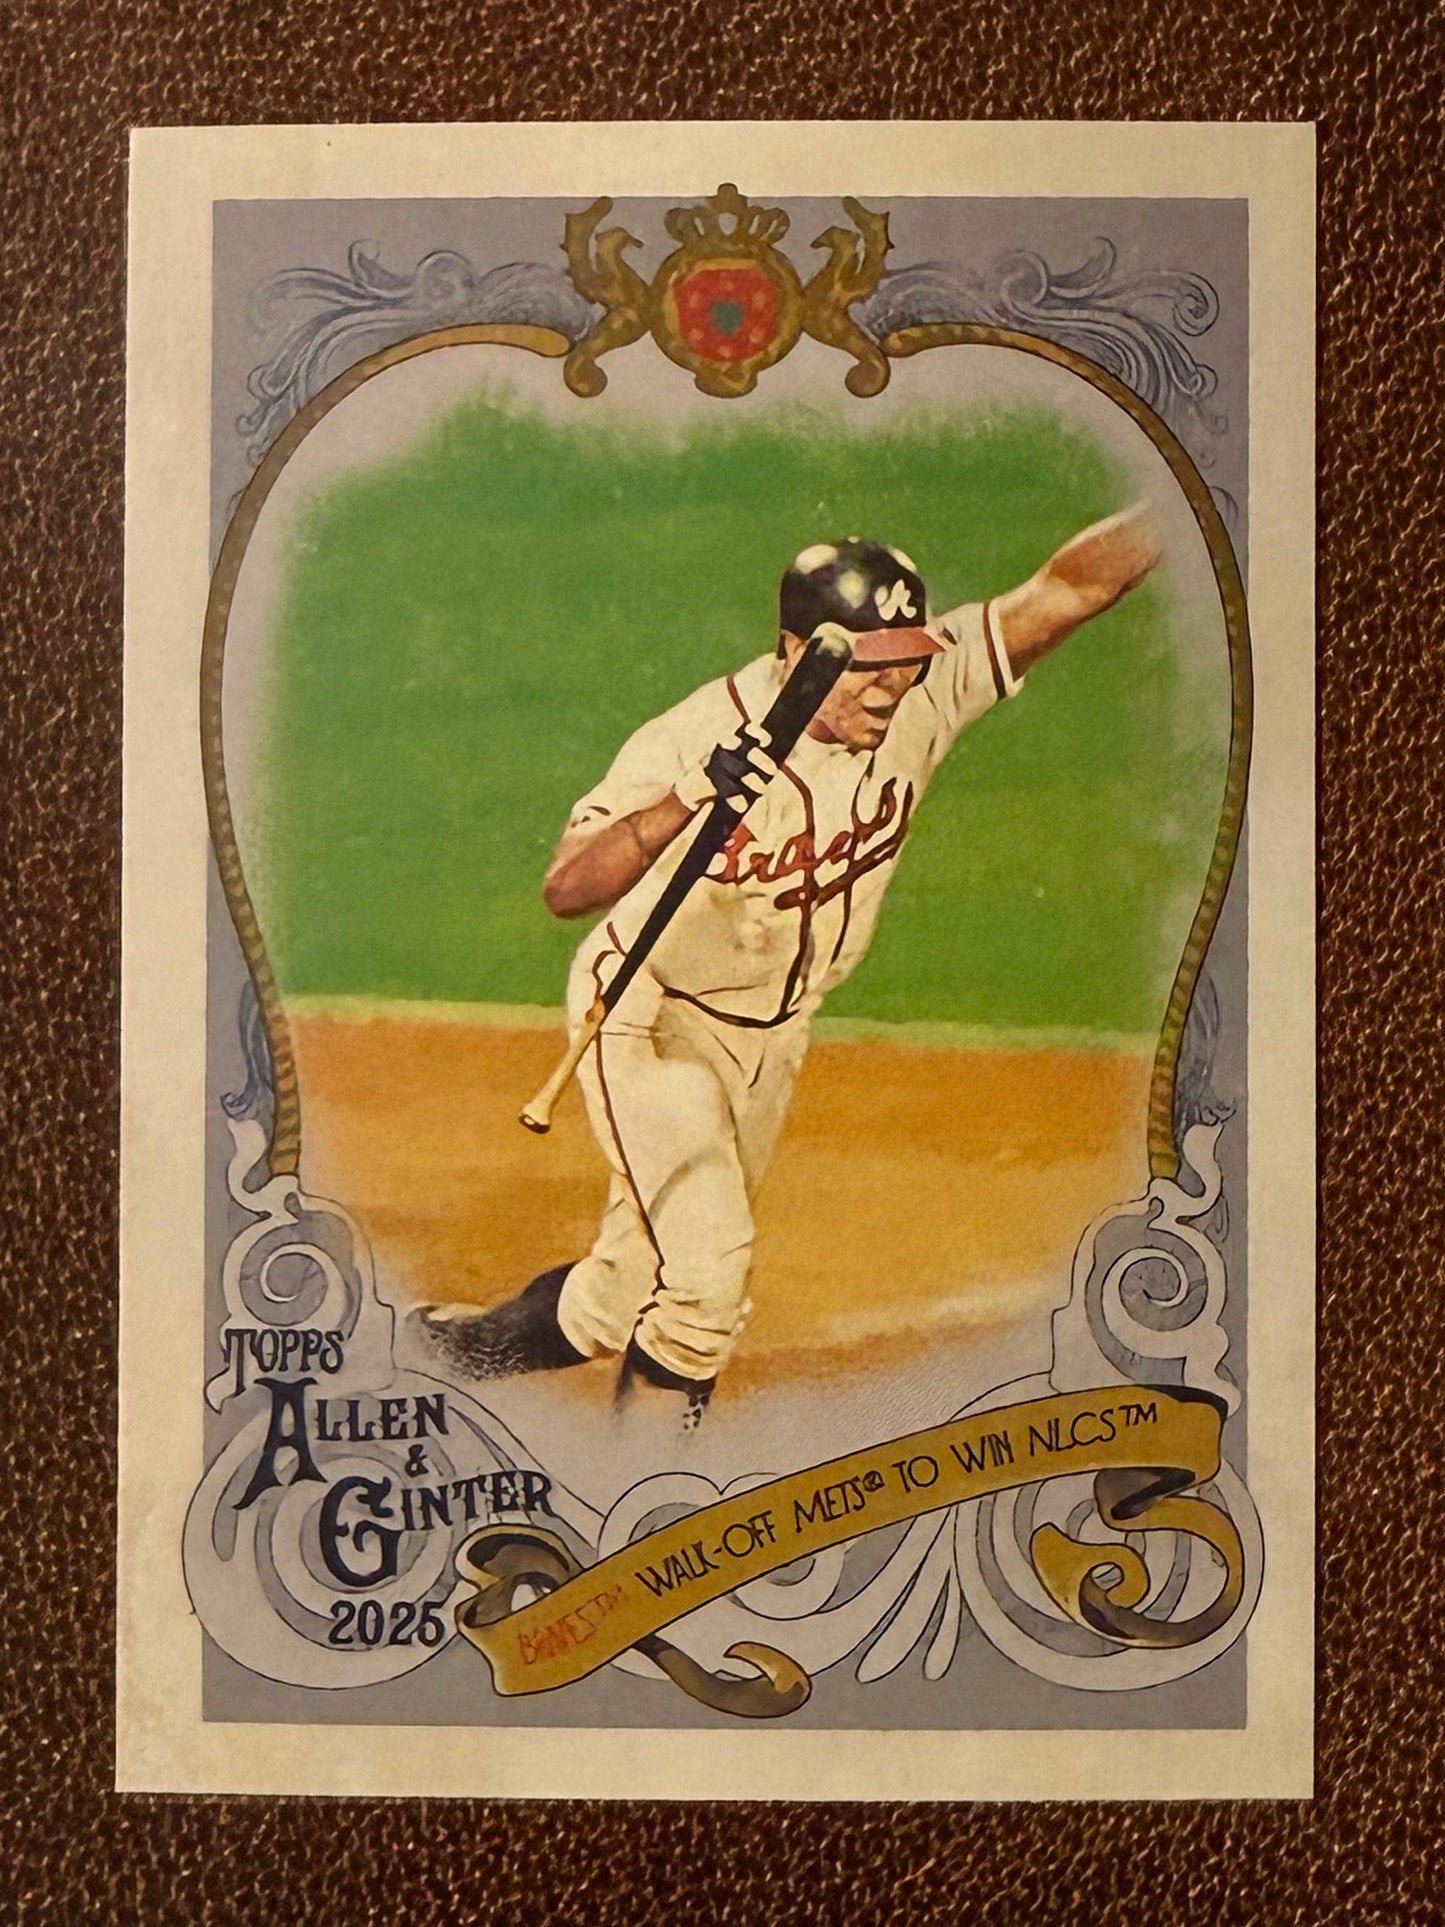 A
Braves
TOPPS
ALLEN
&
GINTER
2025
BRAVES™ WALK-OFF METS® TO WIN NLCS™